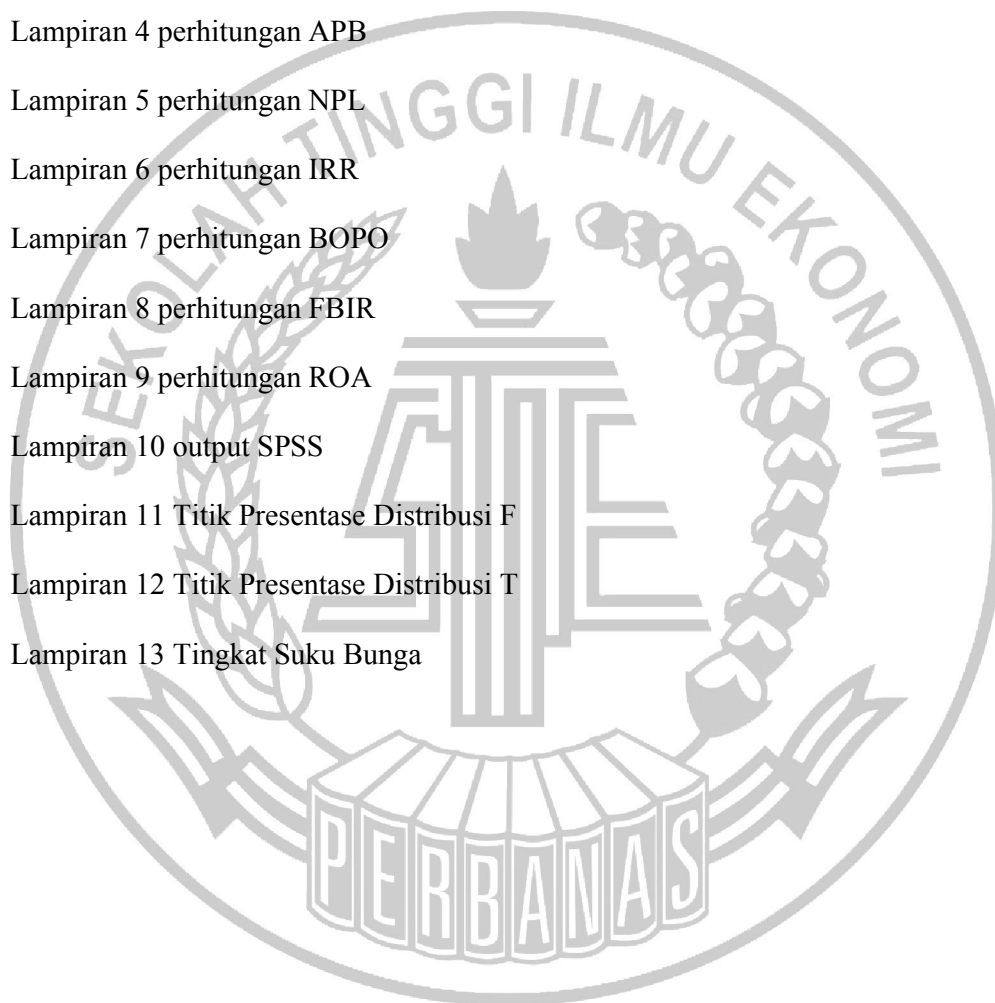 Lampiran 4 perhitungan APB
Lampiran 5 perhitungan NPL
Lampiran 6 perhitungan IRR
Lampiran 7 perhitungan BOPO
Lampiran 8 perhitungan FBIR
Lampiran 9 perhitungan ROA
Lampiran 10 output SPSS
Lampiran 11 Titik Presentase Distribusi F
Lampiran 12 Titik Presentase Distribusi T
Lampiran 13 Tingkat Suku Bunga
SEKOLAH TINGGI ILMU EKONOMI
STIE
PERBANAS